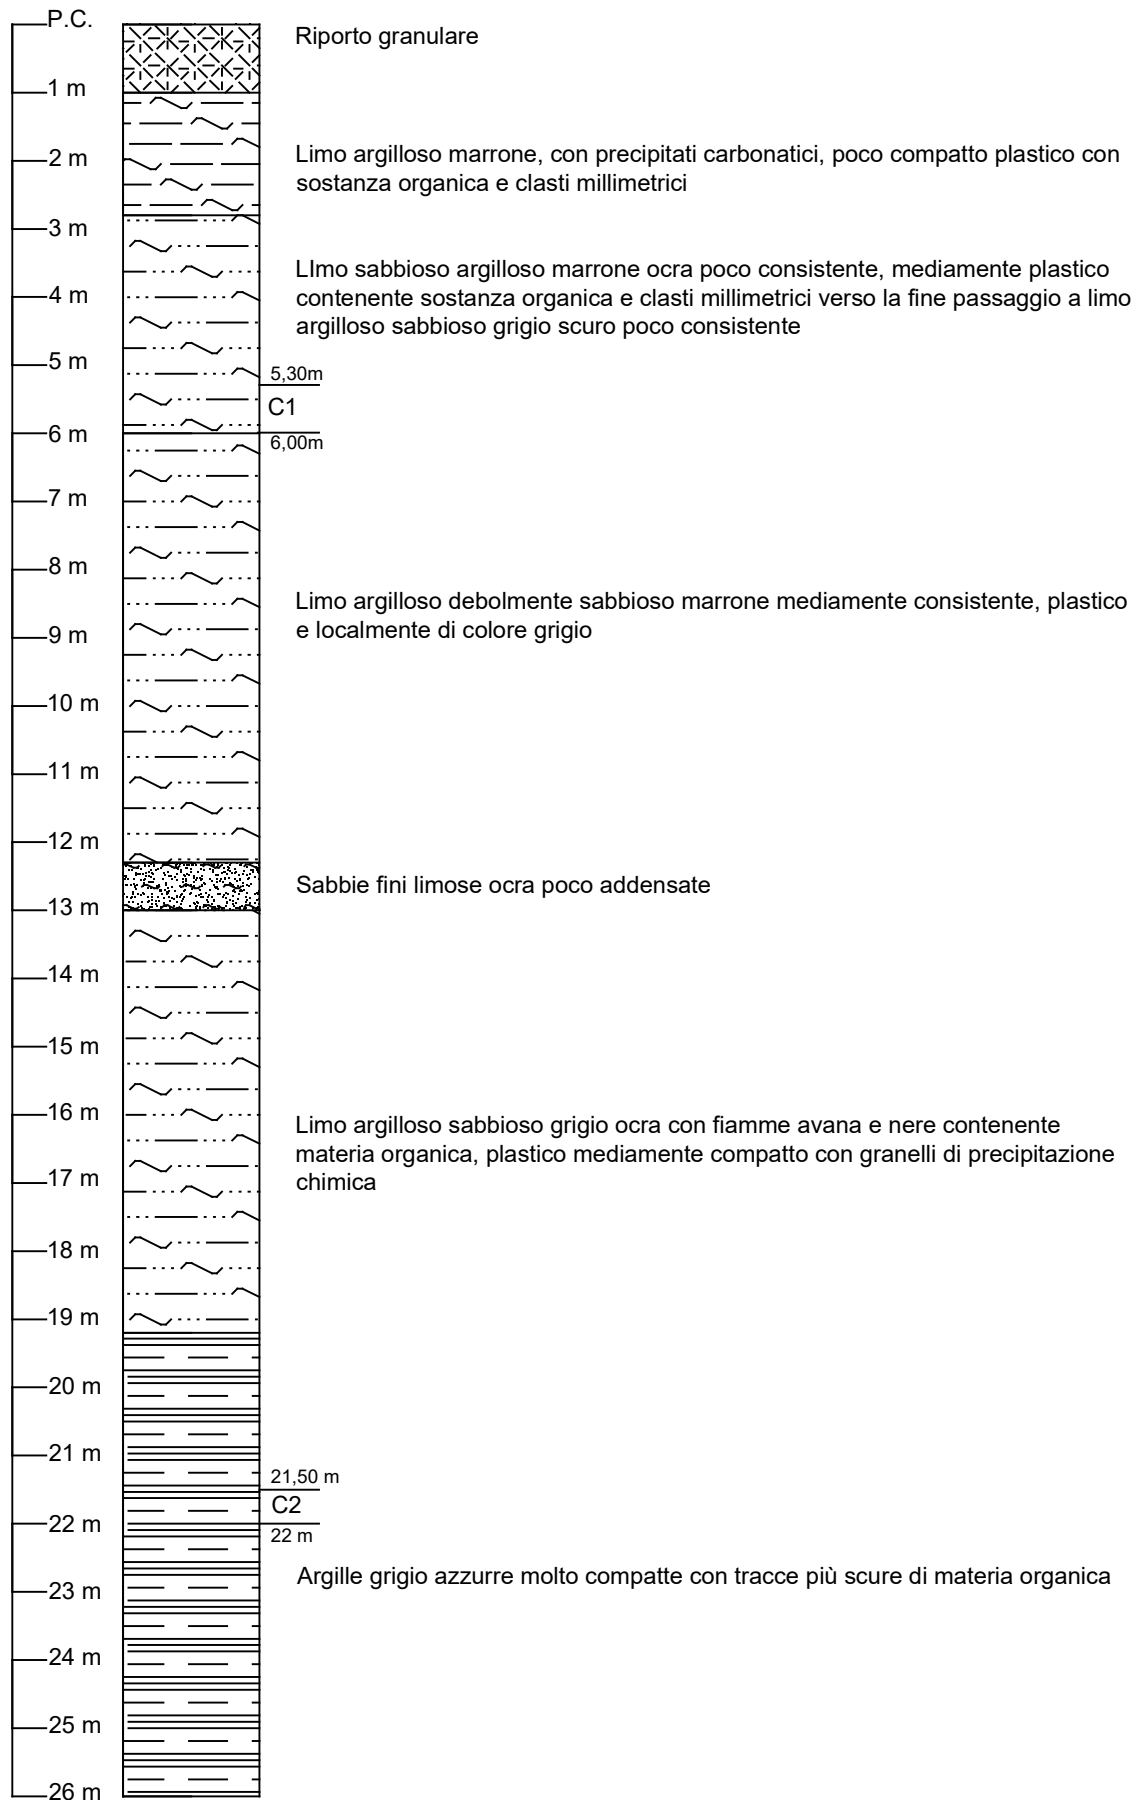 P.C.
Riporto granulare
1 m
2 m
Limo argilloso marrone, con precipitati carbonatici, poco compatto plastico con
sostanza organica e clasti millimetrici
3 m
LImo sabbioso argilloso marrone ocra poco consistente, mediamente plastico
contenente sostanza organica e clasti millimetrici verso la fine passaggio a limo
argilloso sabbioso grigio scuro poco consistente
4 m
5 m
5,30m
C1
6 m
6,00m
7 m
8 m
Limo argilloso debolmente sabbioso marrone mediamente consistente, plastico
e localmente di colore grigio
9 m
10 m
11 m
12 m
Sabbie fini limose ocra poco addensate
13 m
14 m
15 m
16 m
Limo argilloso sabbioso grigio ocra con fiamme avana e nere contenente
materia organica, plastico mediamente compatto con granelli di precipitazione
chimica
17 m
18 m
19 m
20 m
21 m
21,50 m
C2
22 m
22 m
Argille grigio azzurre molto compatte con tracce più scure di materia organica
23 m
24 m
25 m
26 m